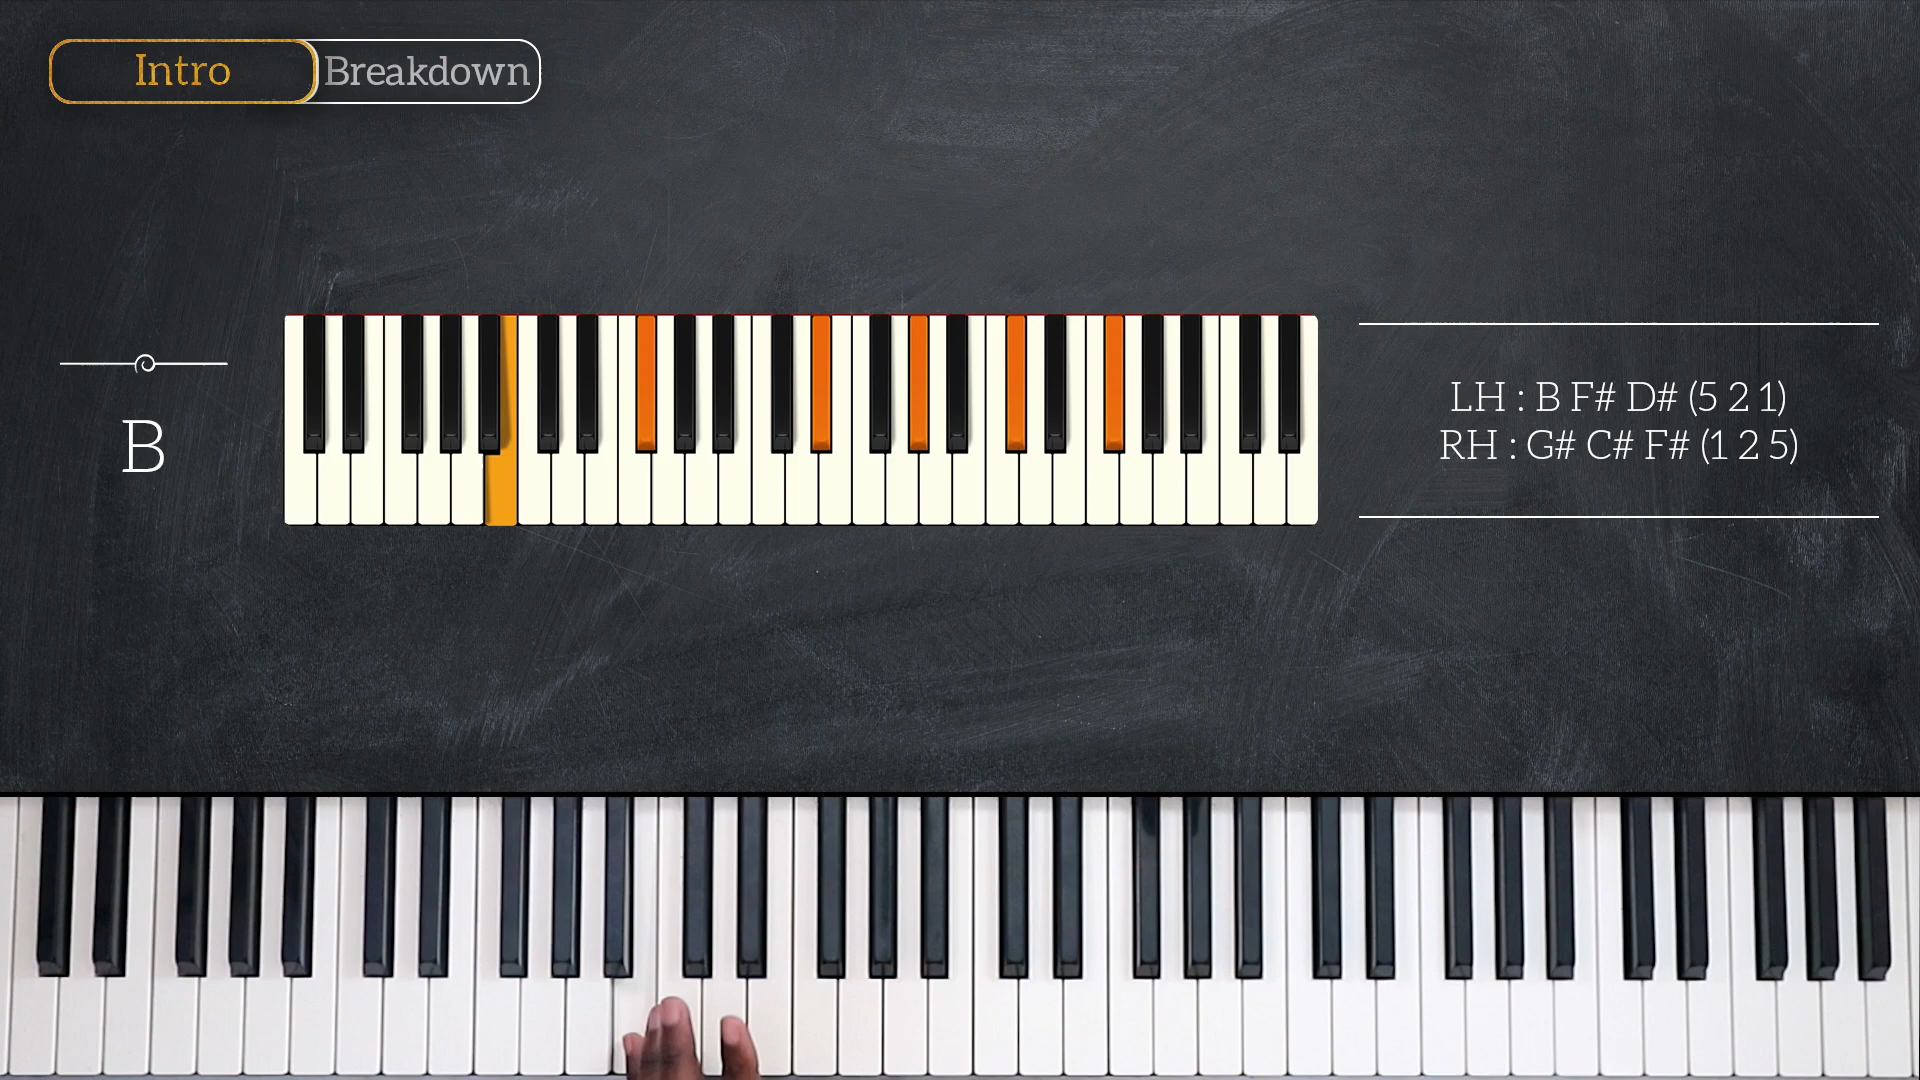 Intro
Breakdown
B
LH : B F# D# (5 2 1)
RH : G# C# F# (1 2 5)